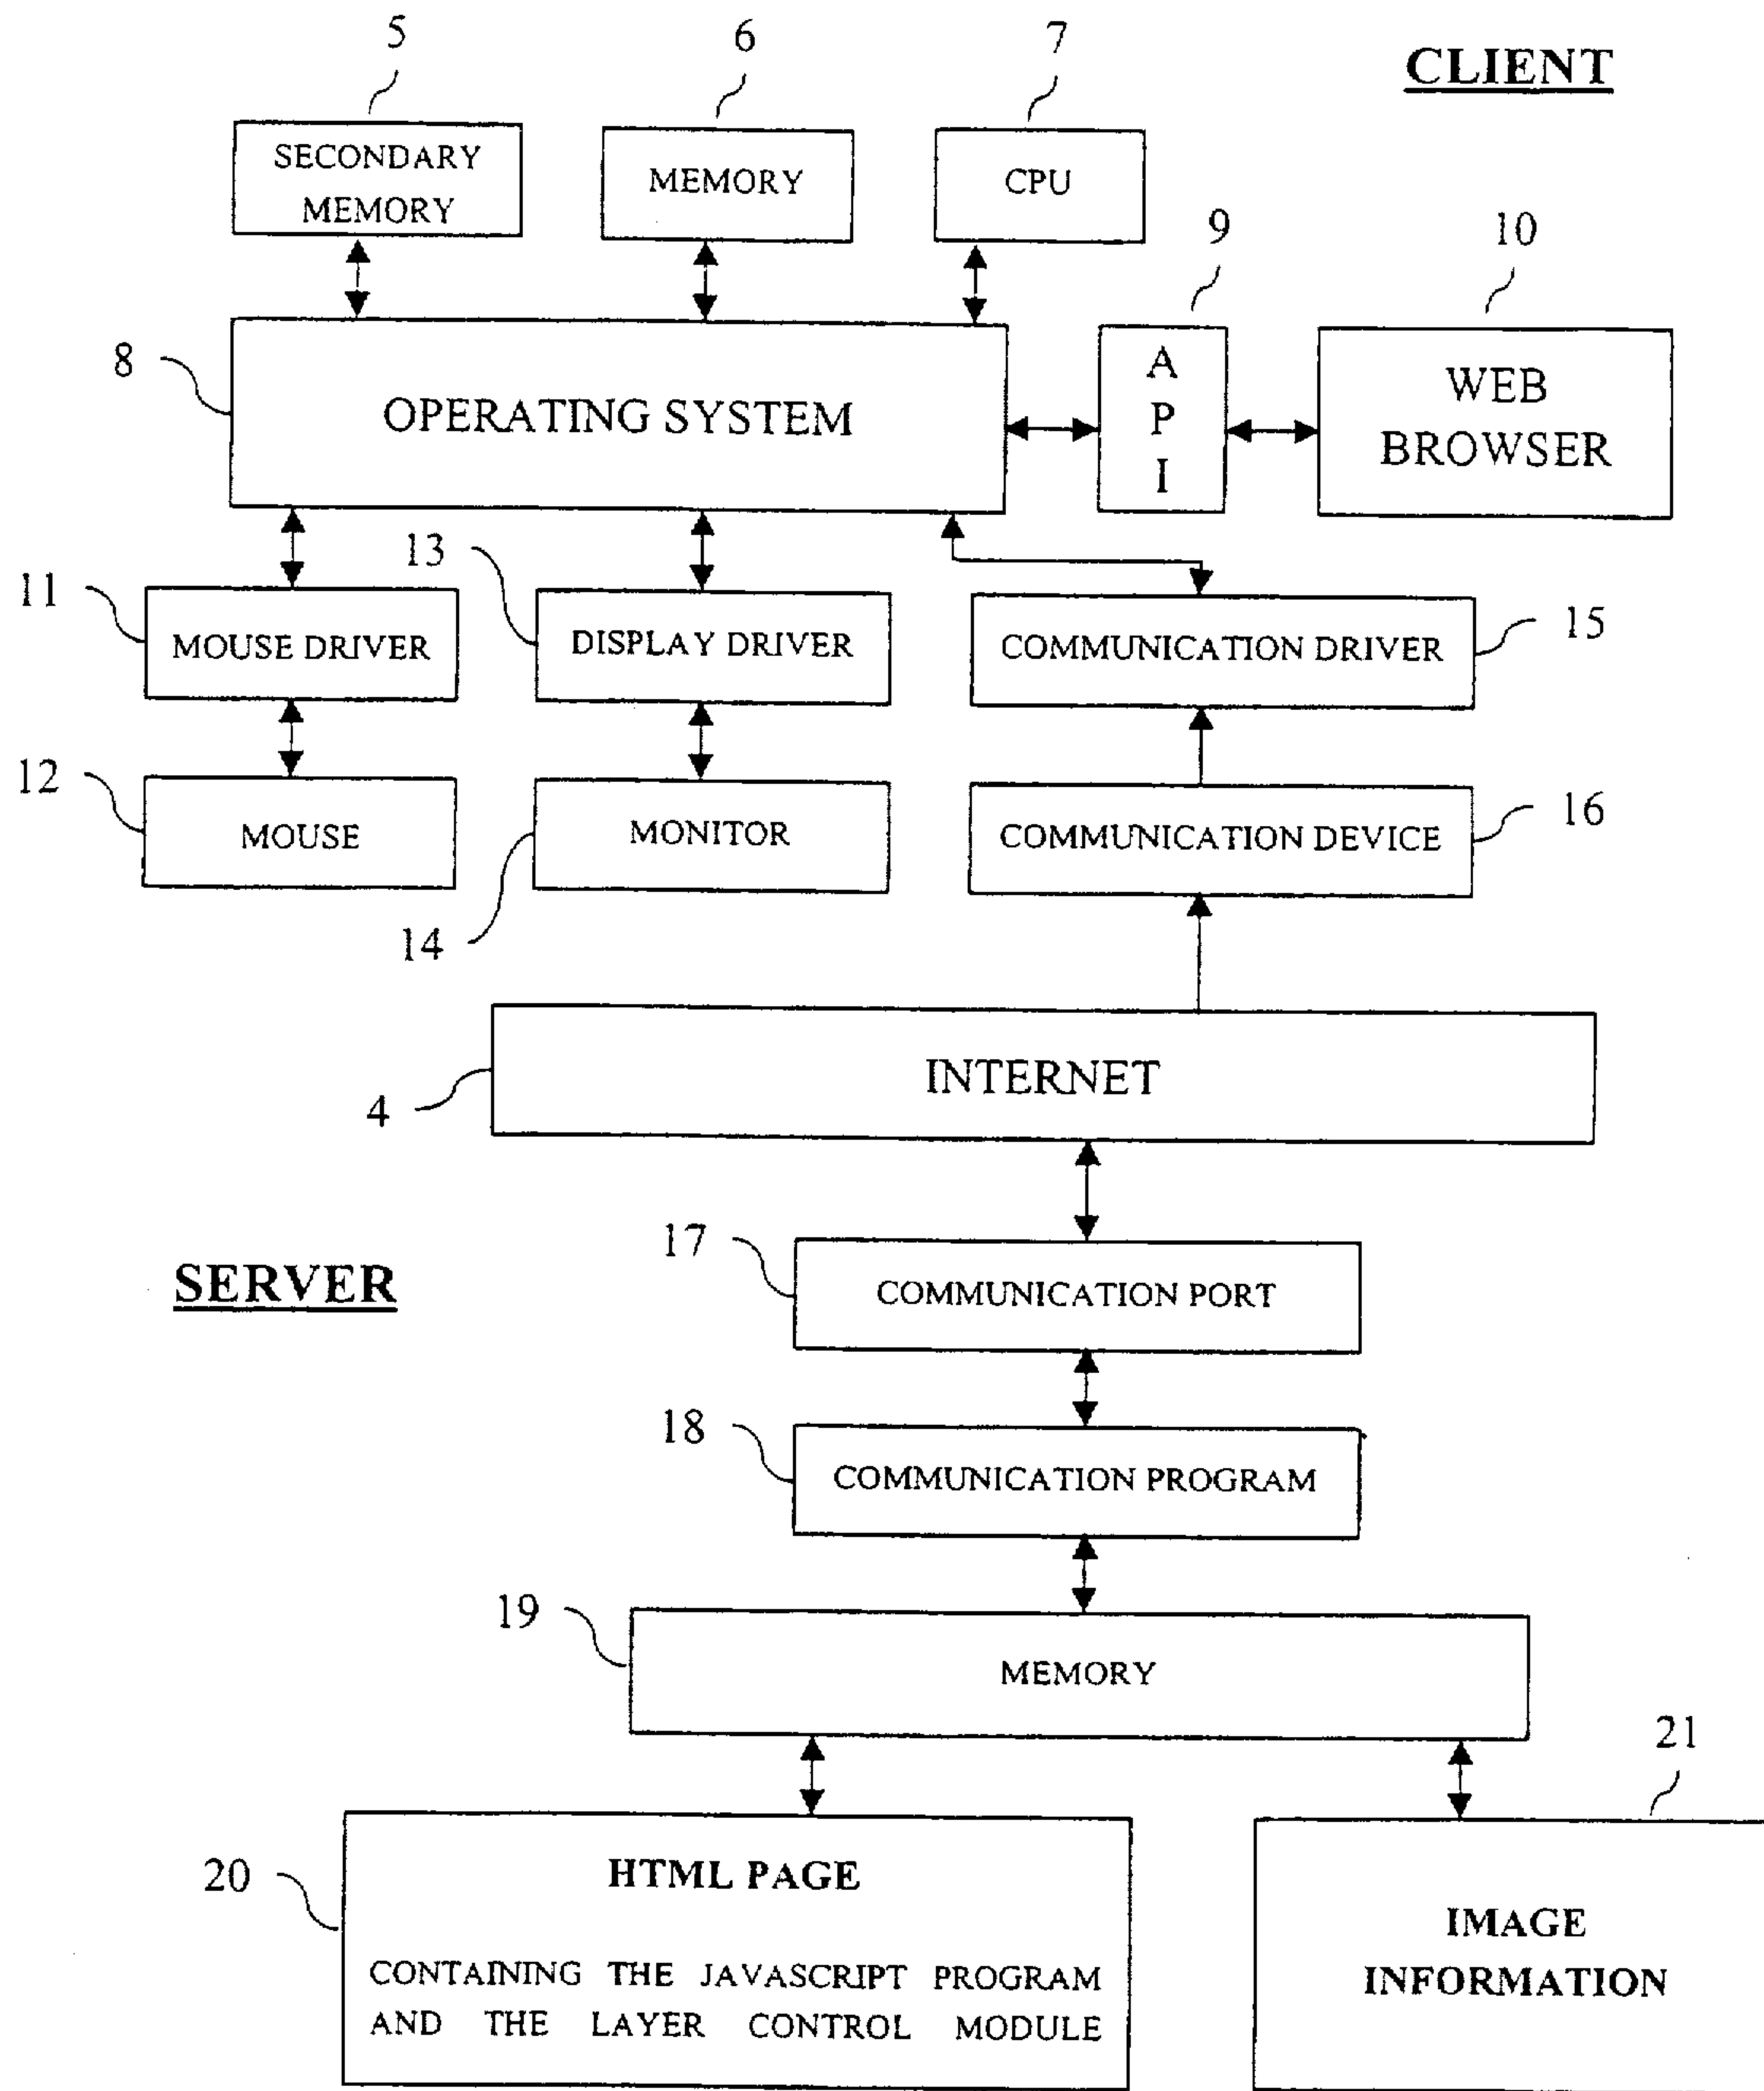 5
6
7
CLIENT
SECONDARY
MEMORY
MEMORY
CPU
9
10
8
OPERATING SYSTEM
A
P
I
WEB
BROWSER
13
11
MOUSE DRIVER
DISPLAY DRIVER
COMMUNICATION DRIVER
15
12
MOUSE
MONITOR
COMMUNICATION DEVICE
16
14
INTERNET
4
17
SERVER
COMMUNICATION PORT
18
COMMUNICATION PROGRAM
19
MEMORY
21
20
HTML PAGE
CONTAINING THE JAVASCRIPT PROGRAM
AND THE LAYER CONTROL MODULE
IMAGE
INFORMATION